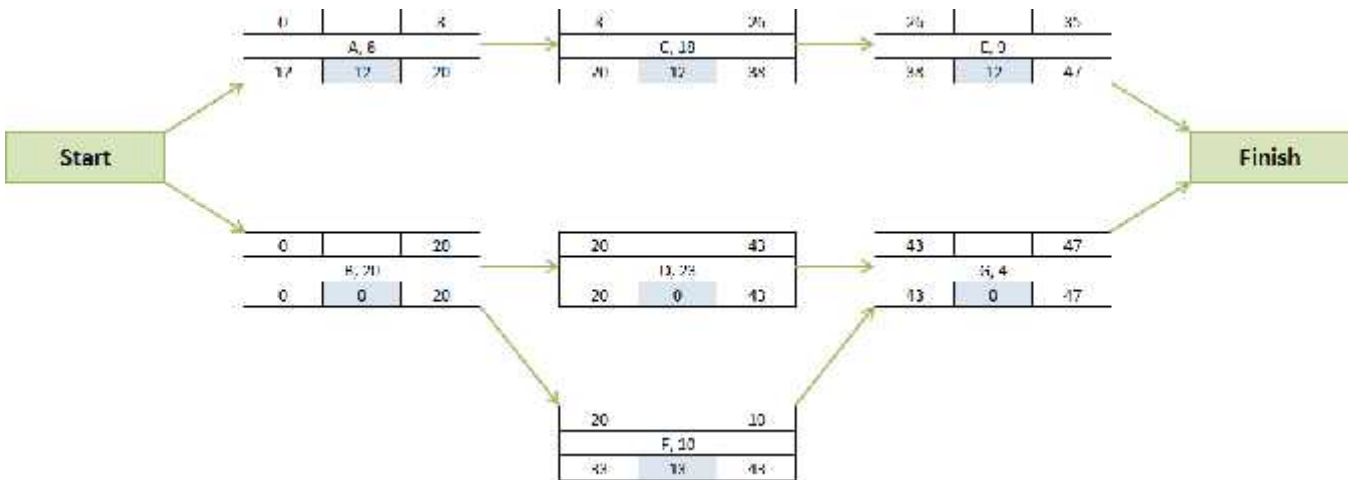 0 8 8 26 26 35
A, 8 C, 18 E, 9
12 12 20 20 12 38 38 12 47
Start Finish
0 20 20 43 43 47
B, 20 D, 23 G, 4
0 0 20 20 0 43 43 0 47
20
F, 10
33 13 43